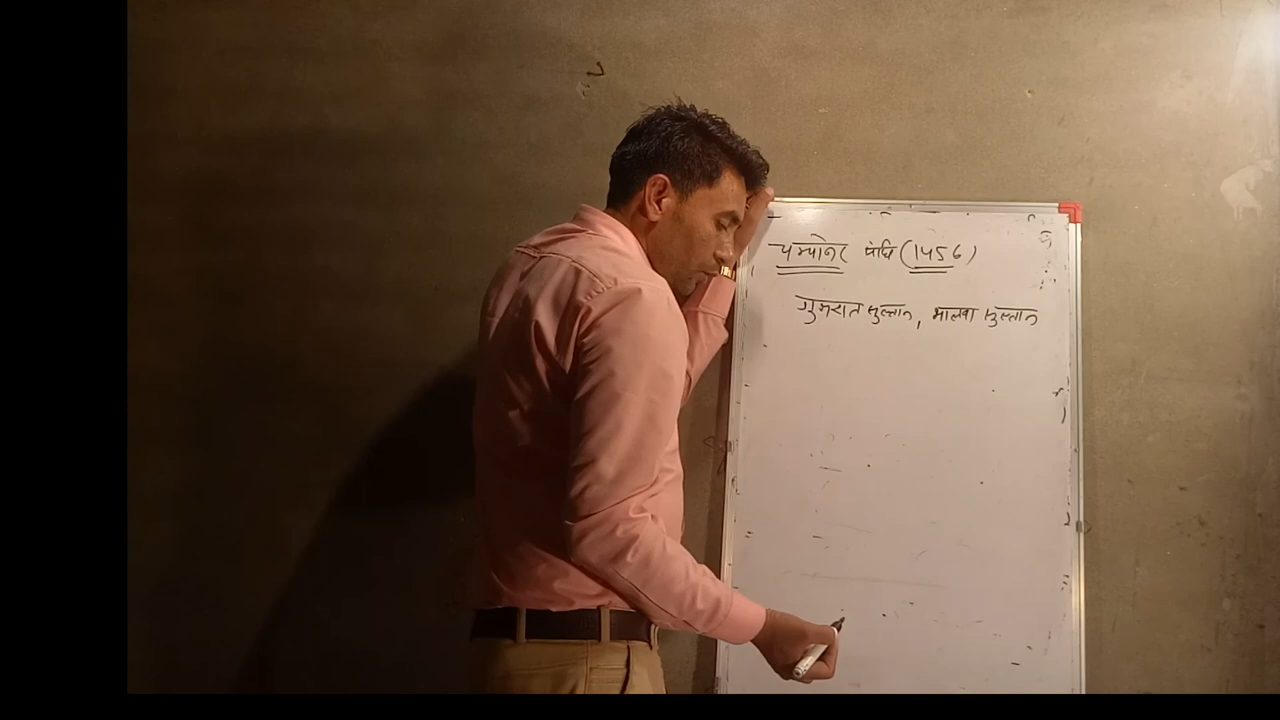 चम्पानेर संधि (1456)
गुजरात सुल्तान, मालवा सुल्तान